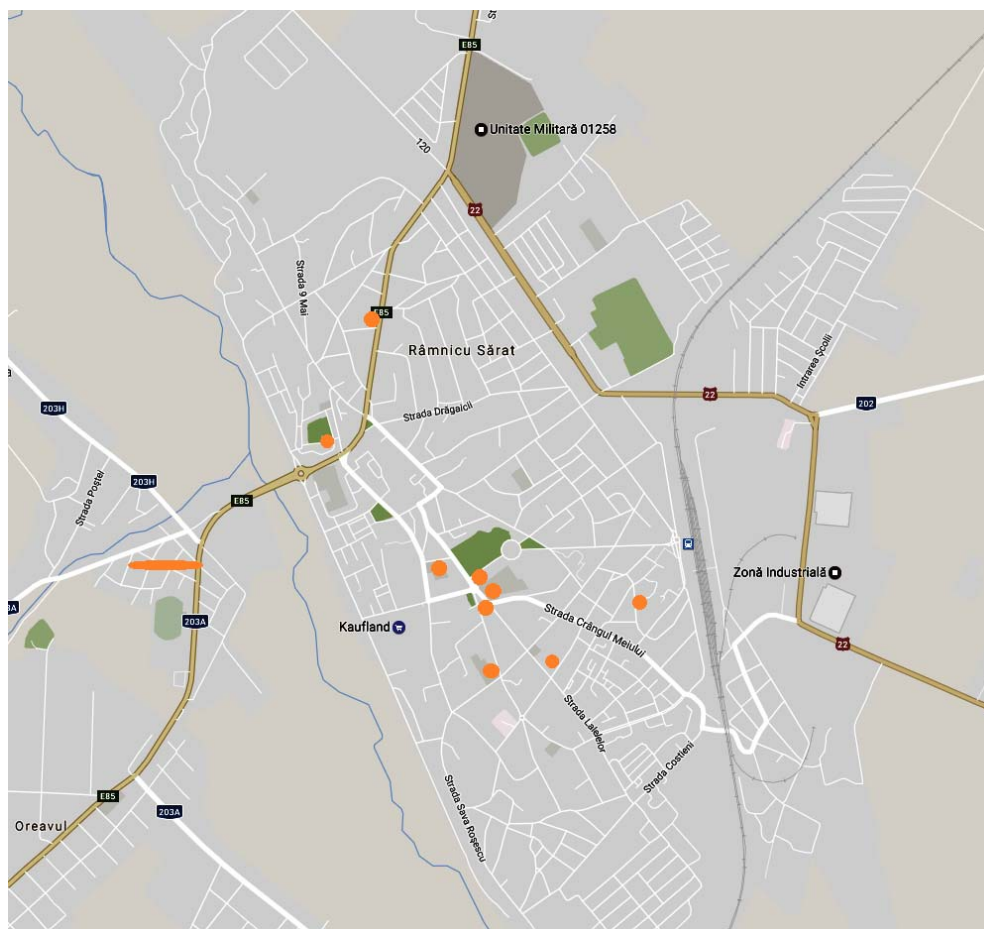 E85
Unitate Militară 01258
120
22
Strada 9 Mai
E85
Râmnicu Sărat
Intrarea Școlii
203H
22
202
Strada Drăgaicii
203H
E85
Strada Poștei
Zonă Industrială
203A
Kaufland
Strada Crângul Meiului
22
Strada Lalelelor
Strada Costieni
E85
203A
Oreavul
Strada Sava Roșescu